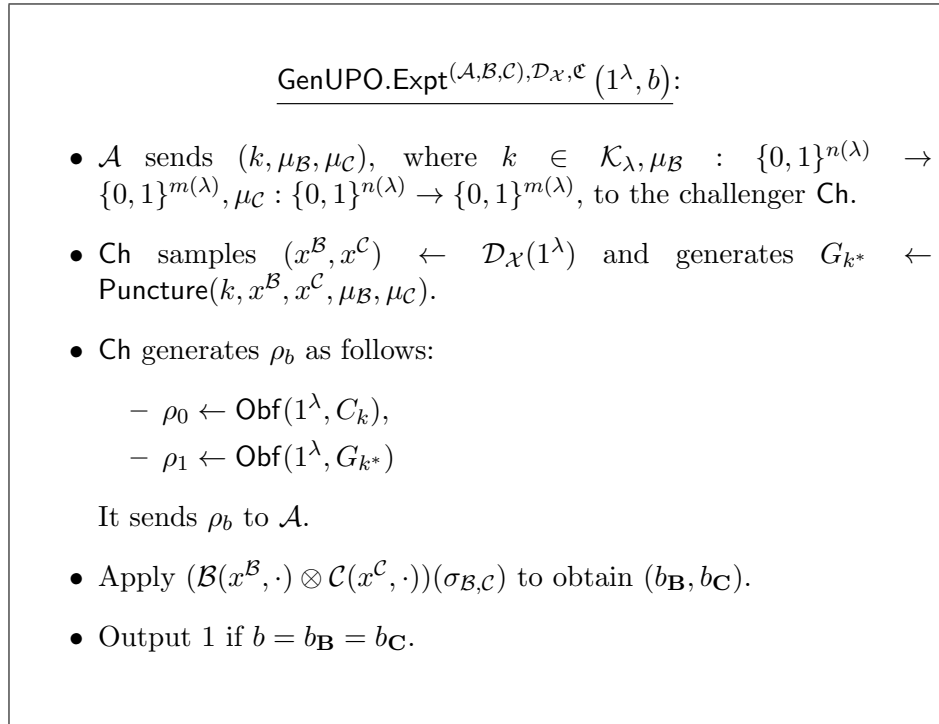 GenUPO.Expt^{(𝒜,ℬ,𝒞),𝒟_𝒳,ℭ} (1^λ, b):
• 𝒜 sends (k, μ_ℬ, μ_𝒞), where k ∈ 𝒦_λ, μ_ℬ : {0, 1}^{n(λ)} →
{0, 1}^{m(λ)}, μ_𝒞 : {0, 1}^{n(λ)} → {0, 1}^{m(λ)}, to the challenger Ch.
• Ch samples (x^ℬ, x^𝒞) ← 𝒟_𝒳(1^λ) and generates G_{k*} ←
Puncture(k, x^ℬ, x^𝒞, μ_ℬ, μ_𝒞).
• Ch generates ρ_b as follows:
– ρ_0 ← Obf(1^λ, C_k),
– ρ_1 ← Obf(1^λ, G_{k*})
It sends ρ_b to 𝒜.
• Apply (ℬ(x^ℬ, ·) ⊗ 𝒞(x^𝒞, ·))(σ_{ℬ,𝒞}) to obtain (b_𝐁, b_𝐂).
• Output 1 if b = b_𝐁 = b_𝐂.